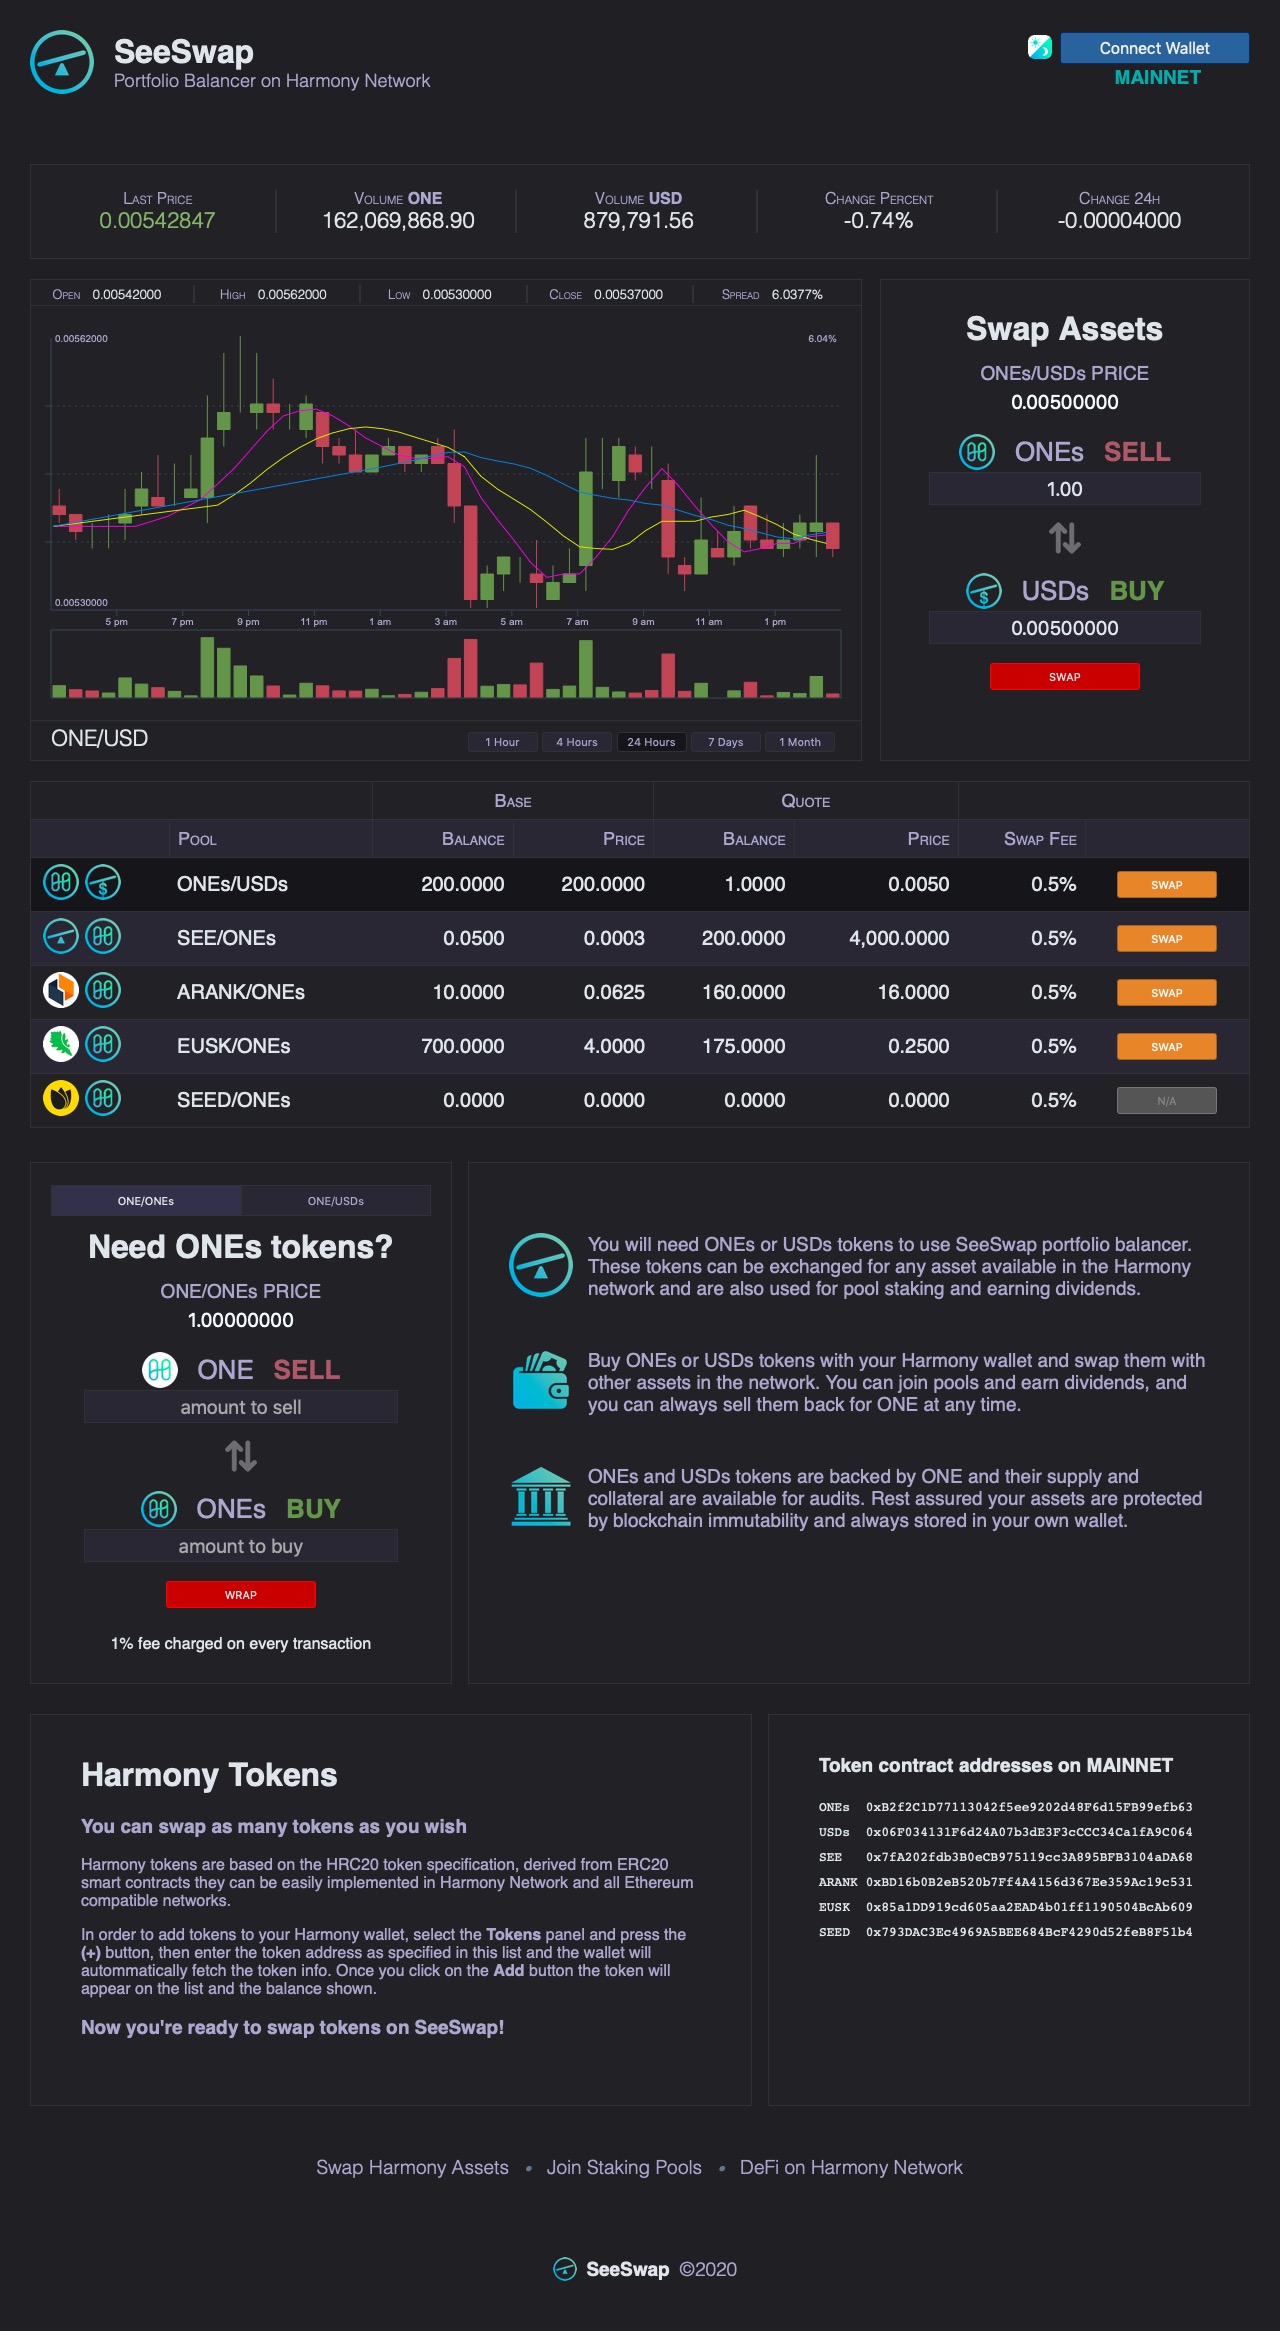 SeeSwap
Portfolio Balancer on Harmony Network
Connect Wallet
MAINNET
Last Price
0.00542847
Volume ONE
162,069,868.90
Volume USD
879,791.56
Change Percent
-0.74%
Change 24h
-0.00004000
Open 0.00542000 High 0.00562000 Low 0.00530000 Close 0.00537000 Spread 6.0377%
0.00562000 6.04%
0.00530000
5 pm 7 pm 9 pm 11 pm 1 am 3 am 5 am 7 am 9 am 11 am 1 pm
ONE/USD
1 Hour 4 Hours 24 Hours 7 Days 1 Month
Swap Assets
ONEs/USDs PRICE
0.00500000
ONEs SELL
1.00
USDs BUY
0.00500000
SWAP
Base Quote
Pool Balance Price Balance Price Swap Fee
ONEs/USDs 200.0000 200.0000 1.0000 0.0050 0.5% SWAP
SEE/ONEs 0.0500 0.0003 200.0000 4,000.0000 0.5% SWAP
ARANK/ONEs 10.0000 0.0625 160.0000 16.0000 0.5% SWAP
EUSK/ONEs 700.0000 4.0000 175.0000 0.2500 0.5% SWAP
SEED/ONEs 0.0000 0.0000 0.0000 0.0000 0.5% N/A
ONE/ONEs ONE/USDs
Need ONEs tokens?
ONE/ONEs PRICE
1.00000000
ONE SELL
amount to sell
ONEs BUY
amount to buy
WRAP
1% fee charged on every transaction
You will need ONEs or USDs tokens to use SeeSwap portfolio balancer.
These tokens can be exchanged for any asset available in the Harmony
network and are also used for pool staking and earning dividends.
Buy ONEs or USDs tokens with your Harmony wallet and swap them with
other assets in the network. You can join pools and earn dividends, and
you can always sell them back for ONE at any time.
ONEs and USDs tokens are backed by ONE and their supply and
collateral are available for audits. Rest assured your assets are protected
by blockchain immutability and always stored in your own wallet.
Harmony Tokens
You can swap as many tokens as you wish
Harmony tokens are based on the HRC20 token specification, derived from ERC20
smart contracts they can be easily implemented in Harmony Network and all Ethereum
compatible networks.
In order to add tokens to your Harmony wallet, select the Tokens panel and press the
(+) button, then enter the token address as specified in this list and the wallet will
autommatically fetch the token info. Once you click on the Add button the token will
appear on the list and the balance shown.
Now you're ready to swap tokens on SeeSwap!
Token contract addresses on MAINNET
ONEs 0xB2f2C1D77113042f5ee9202d48F6d15FB99efb63
USDs 0x06F034131F6d24A07b3dE3F3cCCC34Ca1fA9C064
SEE 0x7fA202fdb3B0eCB975119cc3A895BFB3104aDA68
ARANK 0xBD16b0B2eB520b7Ff4A4156d367Ee359Ac19c531
EUSK 0x85a1DD919cd605aa2EAD4b01ff1190504BcAb609
SEED 0x793DAC3Ec4969A5BEE684BcF4290d52feB8F51b4
Swap Harmony Assets • Join Staking Pools • DeFi on Harmony Network
SeeSwap ©2020